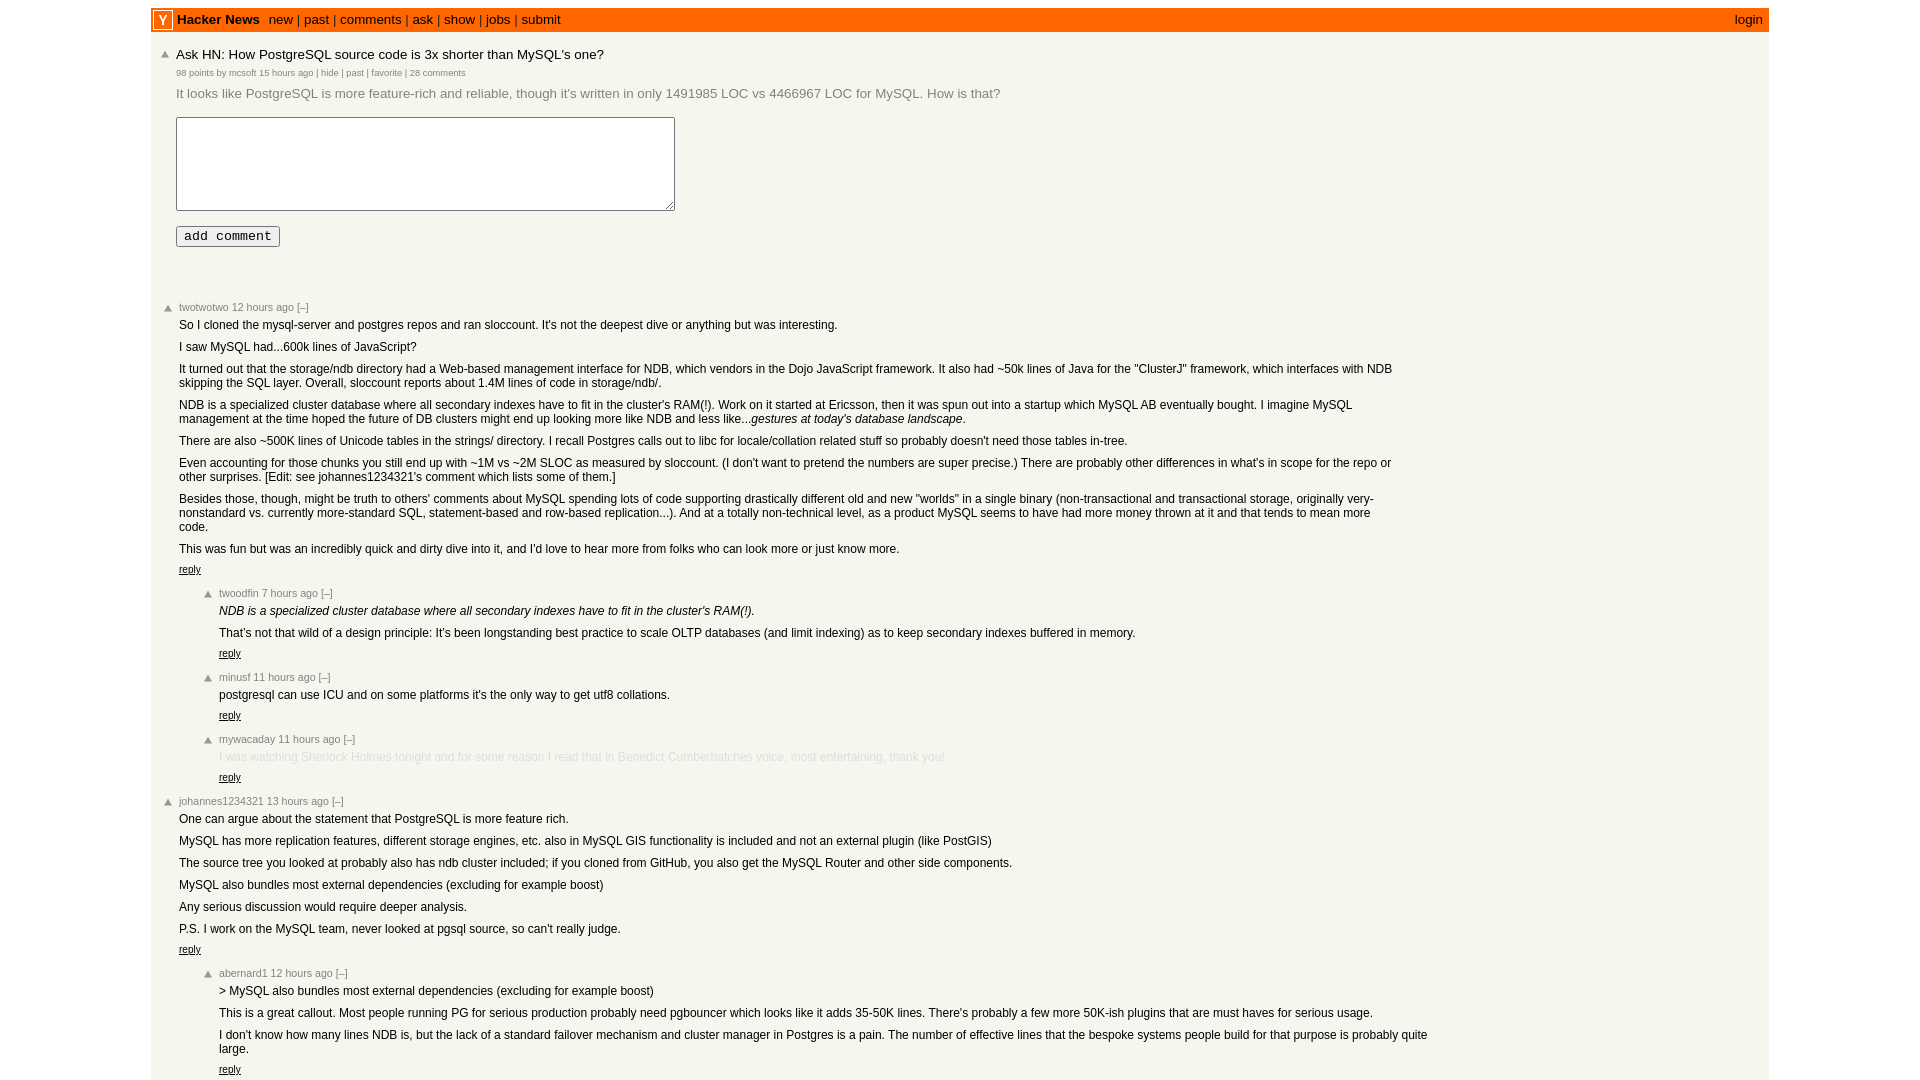 Y Hacker News new | past | comments | ask | show | jobs | submit login
Ask HN: How PostgreSQL source code is 3x shorter than MySQL's one?
98 points by mcsoft 15 hours ago | hide | past | favorite | 28 comments
It looks like PostgreSQL is more feature-rich and reliable, though it's written in only 1491985 LOC vs 4466967 LOC for MySQL. How is that?
add comment
twotwotwo 12 hours ago [–]
So I cloned the mysql-server and postgres repos and ran sloccount. It's not the deepest dive or anything but was interesting.
I saw MySQL had...600k lines of JavaScript?
It turned out that the storage/ndb directory had a Web-based management interface for NDB, which vendors in the Dojo JavaScript framework. It also had ~50k lines of Java for the "ClusterJ" framework, which interfaces with NDB
skipping the SQL layer. Overall, sloccount reports about 1.4M lines of code in storage/ndb/.
NDB is a specialized cluster database where all secondary indexes have to fit in the cluster's RAM(!). Work on it started at Ericsson, then it was spun out into a startup which MySQL AB eventually bought. I imagine MySQL
management at the time hoped the future of DB clusters might end up looking more like NDB and less like...gestures at today's database landscape.
There are also ~500K lines of Unicode tables in the strings/ directory. I recall Postgres calls out to libc for locale/collation related stuff so probably doesn't need those tables in-tree.
Even accounting for those chunks you still end up with ~1M vs ~2M SLOC as measured by sloccount. (I don't want to pretend the numbers are super precise.) There are probably other differences in what's in scope for the repo or
other surprises. [Edit: see johannes1234321's comment which lists some of them.]
Besides those, though, might be truth to others' comments about MySQL spending lots of code supporting drastically different old and new "worlds" in a single binary (non-transactional and transactional storage, originally very-
nonstandard vs. currently more-standard SQL, statement-based and row-based replication...). And at a totally non-technical level, as a product MySQL seems to have had more money thrown at it and that tends to mean more
code.
This was fun but was an incredibly quick and dirty dive into it, and I'd love to hear more from folks who can look more or just know more.
reply
twoodfin 7 hours ago [–]
NDB is a specialized cluster database where all secondary indexes have to fit in the cluster's RAM(!).
That's not that wild of a design principle: It's been longstanding best practice to scale OLTP databases (and limit indexing) as to keep secondary indexes buffered in memory.
reply
minusf 11 hours ago [–]
postgresql can use ICU and on some platforms it's the only way to get utf8 collations.
reply
mywacaday 11 hours ago [–]
I was watching Sherlock Holmes tonight and for some reason I read that in Benedict Cumberbatches voice, most entertaining, thank you!
reply
johannes1234321 13 hours ago [–]
One can argue about the statement that PostgreSQL is more feature rich.
MySQL has more replication features, different storage engines, etc. also in MySQL GIS functionality is included and not an external plugin (like PostGIS)
The source tree you looked at probably also has ndb cluster included; if you cloned from GitHub, you also get the MySQL Router and other side components.
MySQL also bundles most external dependencies (excluding for example boost)
Any serious discussion would require deeper analysis.
P.S. I work on the MySQL team, never looked at pgsql source, so can't really judge.
reply
abernard1 12 hours ago [–]
> MySQL also bundles most external dependencies (excluding for example boost)
This is a great callout. Most people running PG for serious production probably need pgbouncer which looks like it adds 35-50K lines. There's probably a few more 50K-ish plugins that are must haves for serious usage.
I don't know how many lines NDB is, but the lack of a standard failover mechanism and cluster manager in Postgres is a pain. The number of effective lines that the bespoke systems people build for that purpose is probably quite
large.
reply